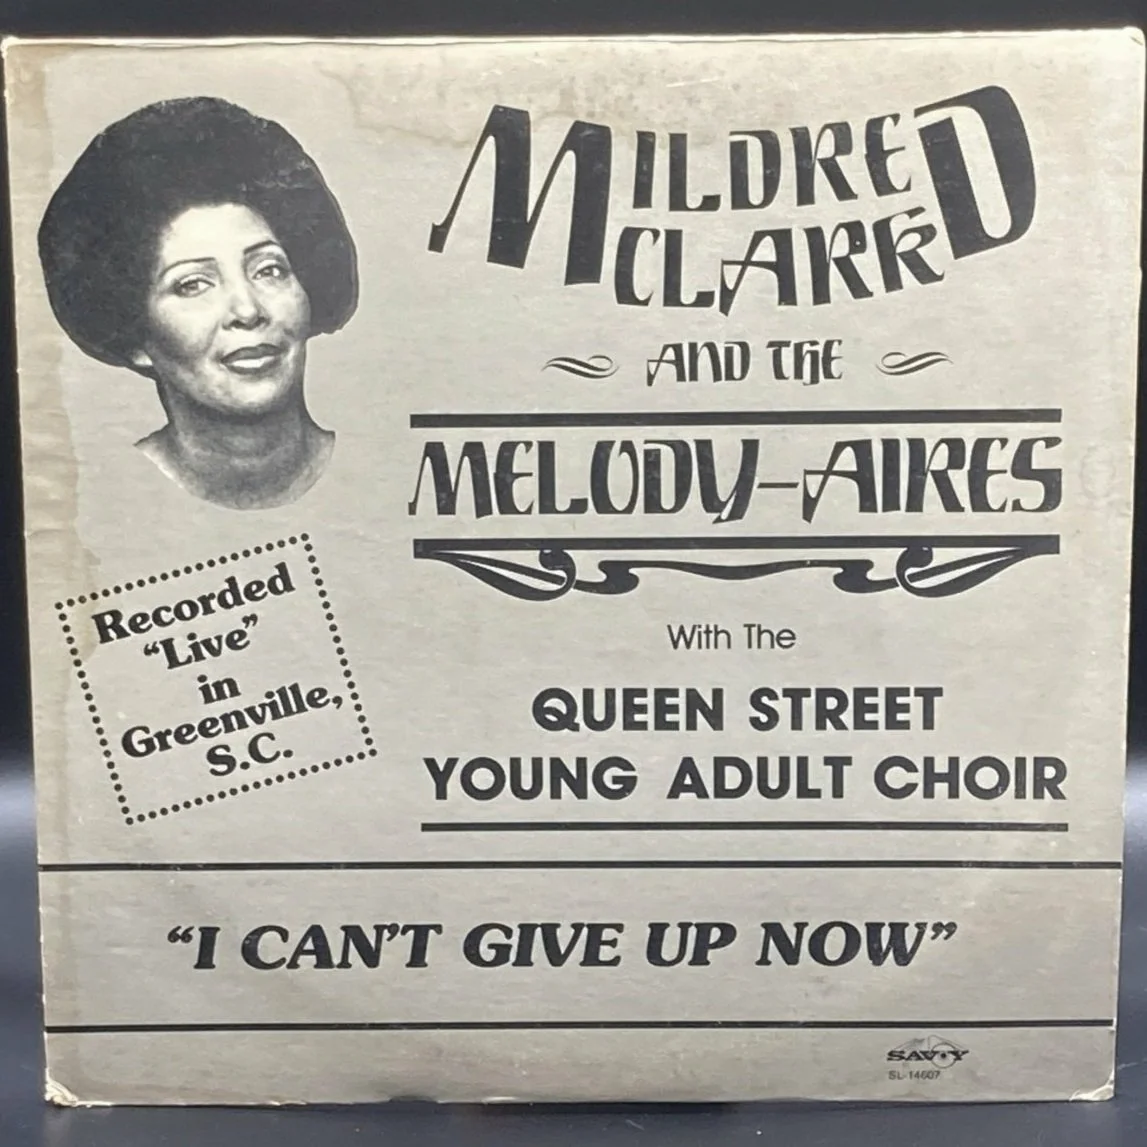 MILDRED
CLARK
AND THE
MELODY-AIRES
With The
QUEEN STREET
YOUNG ADULT CHOIR
Recorded
“Live”
in
Greenville,
S.C.
“I CAN'T GIVE UP NOW”
SAVOY
SL-14607